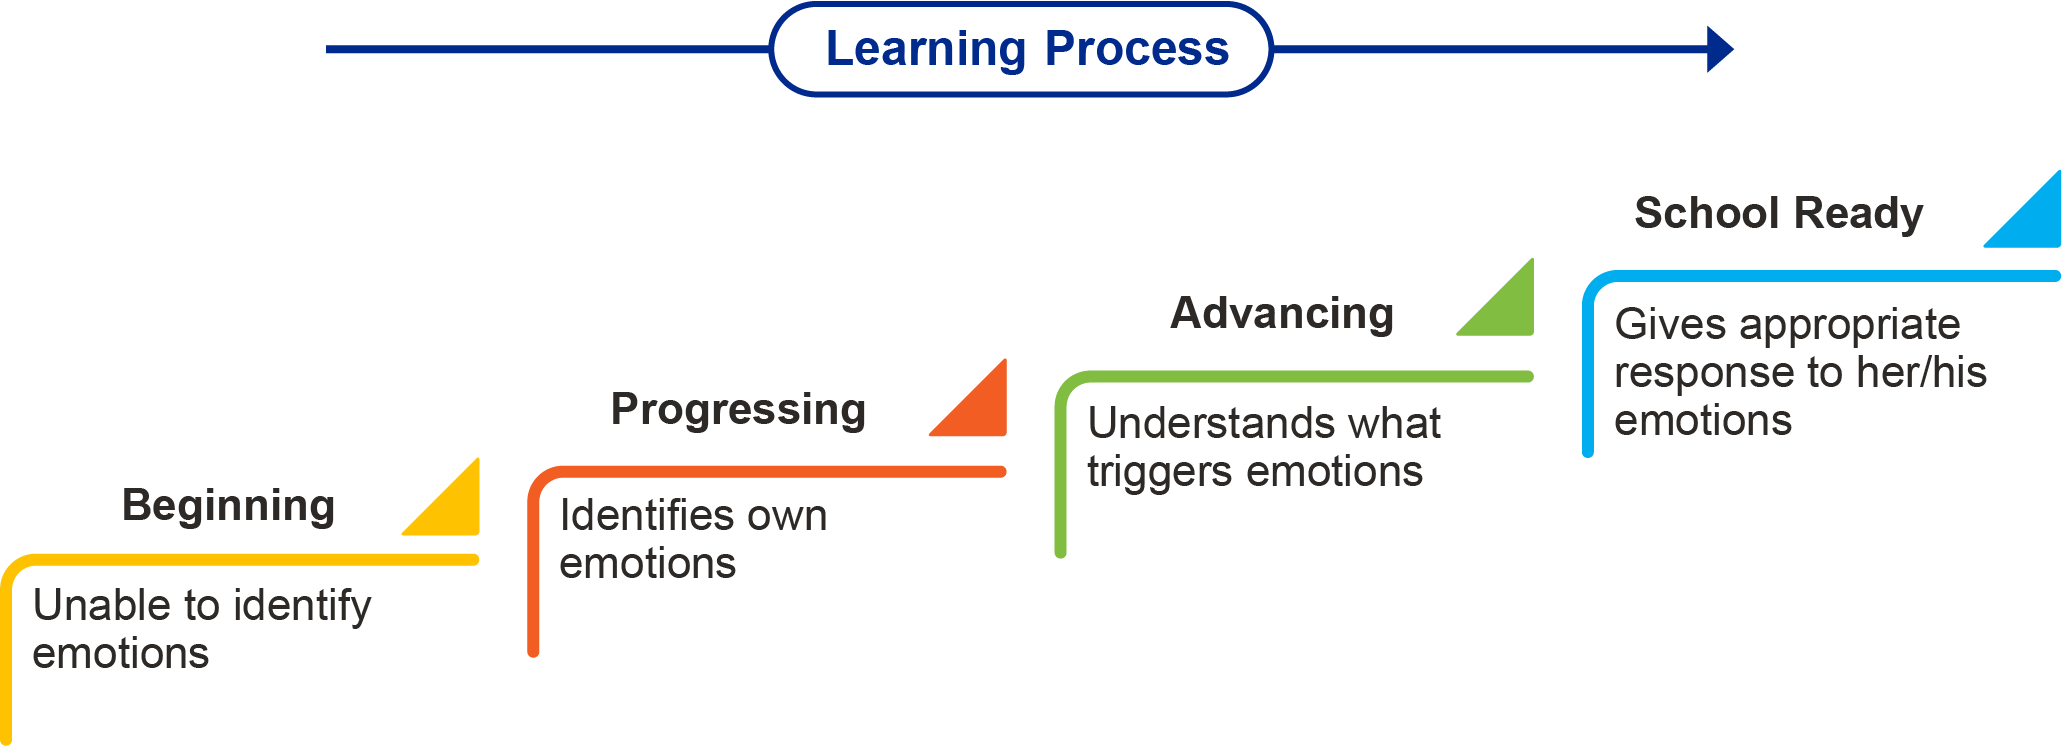 Learning Process
Beginning
Unable to identify
emotions
Progressing
Identifies own
emotions
Advancing
Understands what
triggers emotions
School Ready
Gives appropriate
response to her/his
emotions